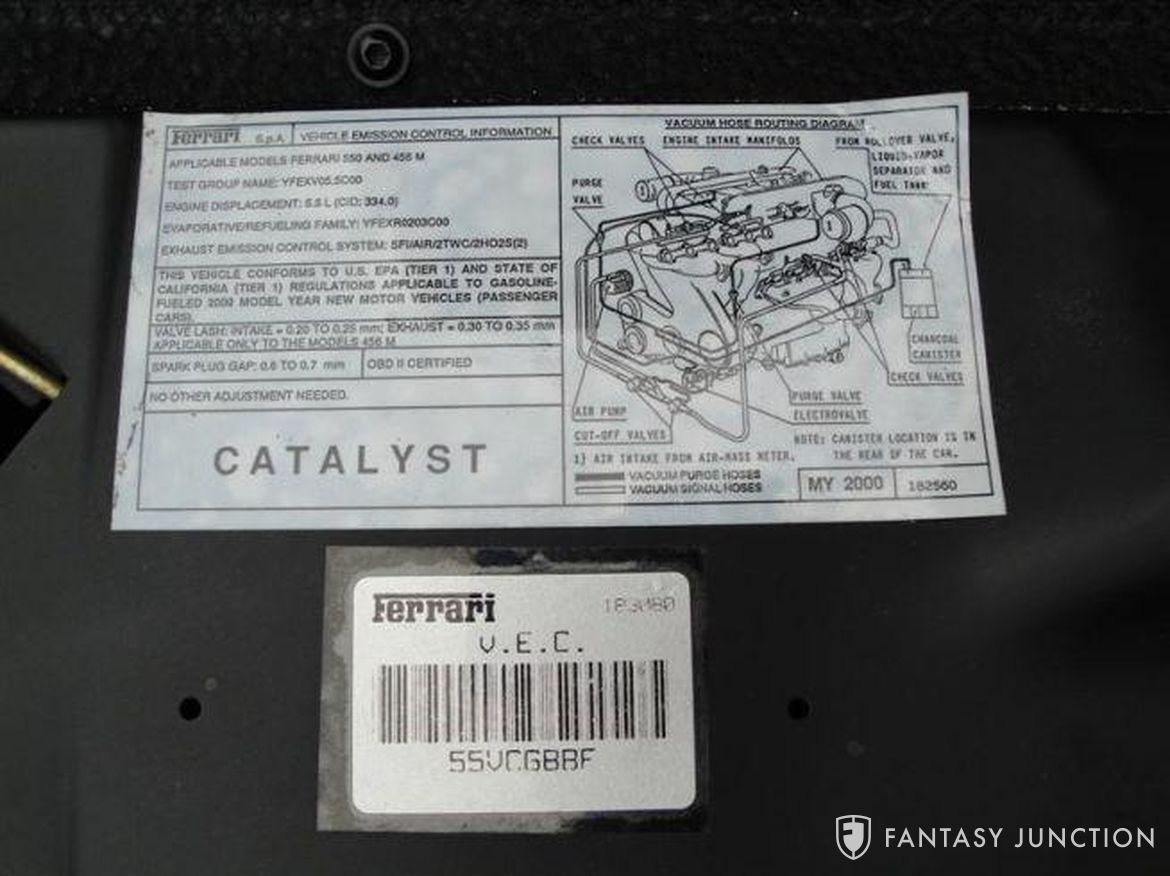 Ferrari S.p.A. VEHICLE EMISSION CONTROL INFORMATION
APPLICABLE MODELS FERRARI 550 AND 456 M
TEST GROUP NAME: YFEXV05.5C00
ENGINE DISPLACEMENT: 5.5 L (CID; 334.0)
EVAPORATIVE/REFUELING FAMILY: YFEXR0203C00
EXHAUST EMISSION CONTROL SYSTEM: SFI/AIR/2TWC/2HO2S(2)
THIS VEHICLE CONFORMS TO U.S. EPA (TIER 1) AND STATE OF
CALIFORNIA (TIER 1) REGULATIONS APPLICABLE TO GASOLINE-
FUELED 2000 MODEL YEAR NEW MOTOR VEHICLES (PASSENGER
CARS).
VALVE LASH: INTAKE = 0.20 TO 0.25 mm; EXHAUST = 0.30 TO 0.35 mm
APPLICABLE ONLY TO THE MODELS 456 M
SPARK PLUG GAP: 0.6 TO 0.7 mm OBD II CERTIFIED
NO OTHER ADJUSTMENT NEEDED.
CATALYST
VACUUM HOSE ROUTING DIAGRAM
CHECK VALVES
ENGINE INTAKE MANIFOLDS
FROM ROLLOVER VALVE,
LIQUID-VAPOR
SEPARATOR AND
FUEL TANK
PURGE
VALVE
CHARCOAL
CANISTER
CHECK VALVES
PURGE VALVE
ELECTROVALVE
AIR PUMP
CUT-OFF VALVES
NOTE: CANISTER LOCATION IS IN
THE REAR OF THE CAR.
1) AIR INTAKE FROM AIR-MASS METER.
VACUUM PURGE HOSES
VACUUM SIGNAL HOSES
MY 2000 182560
Ferrari
V.E.C.
55VCGBBF
FANTASY JUNCTION